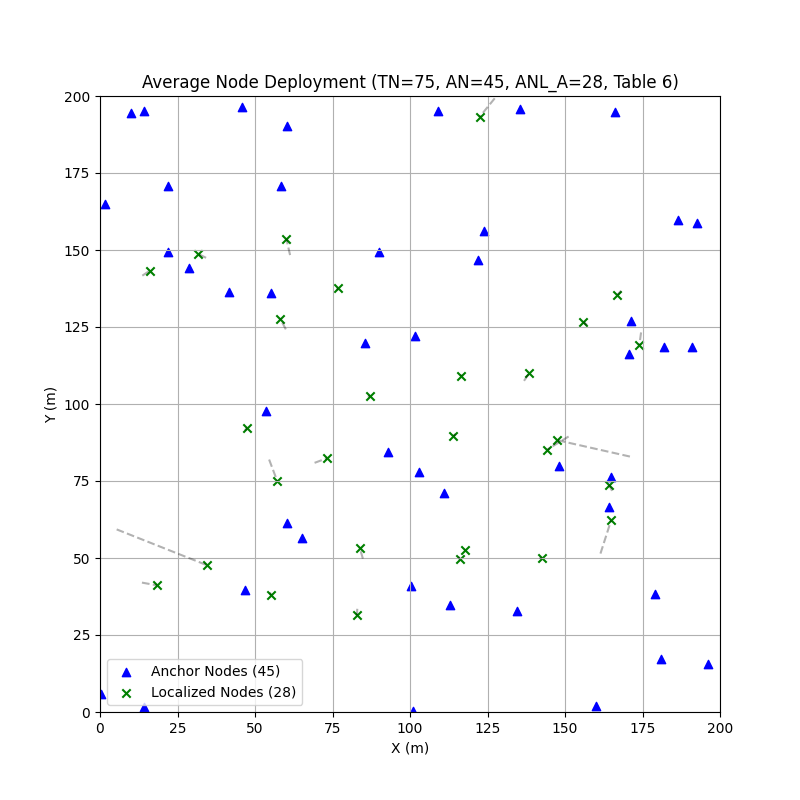 Average Node Deployment (TN=75, AN=45, ANL_A=28, Table 6)
200
175
150
125
100
75
50
25
0
Y (m)
Anchor Nodes (45)
Localized Nodes (28)
0 25 50 75 100 125 150 175 200
X (m)